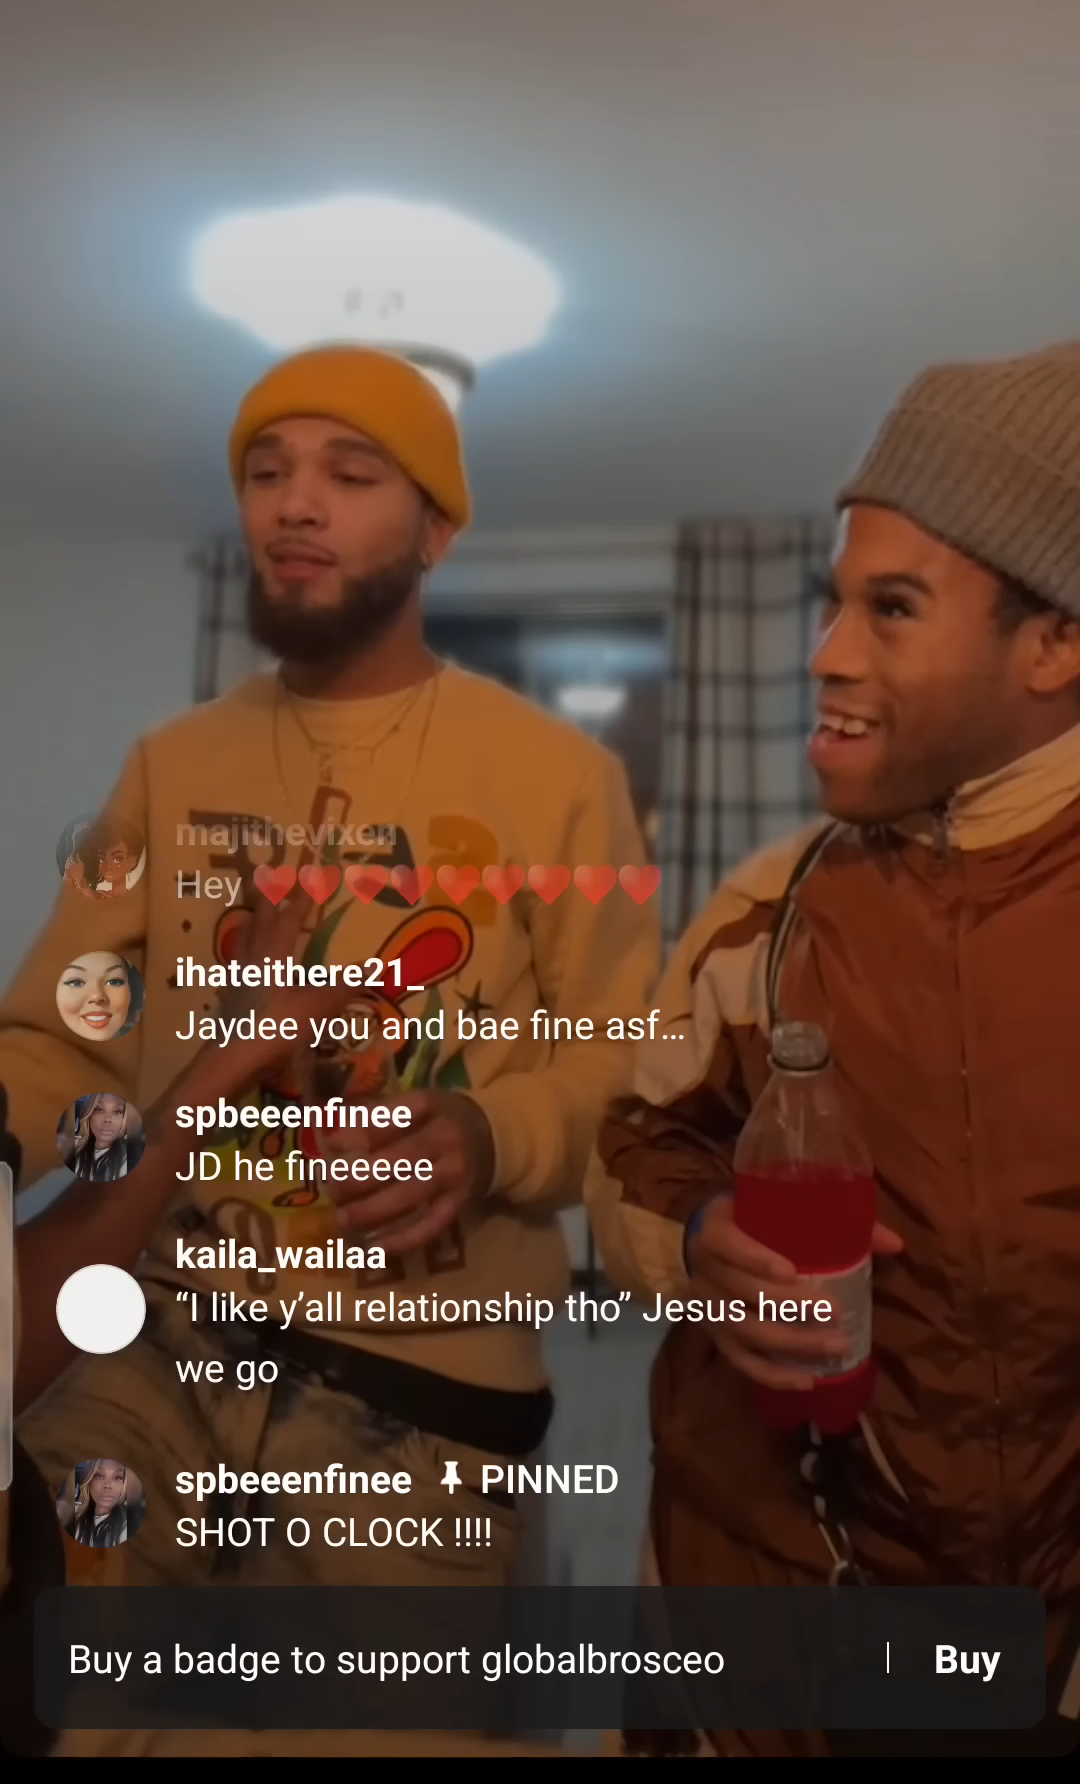 majithevixen
Hey ❤️❤️❤️❤️❤️❤️❤️❤️❤️
ihateithere21_
Jaydee you and bae fine asf...
spbeeenfinee
JD he fineeeee
kaila_wailaa
“I like y’all relationship tho” Jesus here
we go
spbeeenfinee 📌 PINNED
SHOT O CLOCK !!!!
Buy a badge to support globalbrosceo | Buy